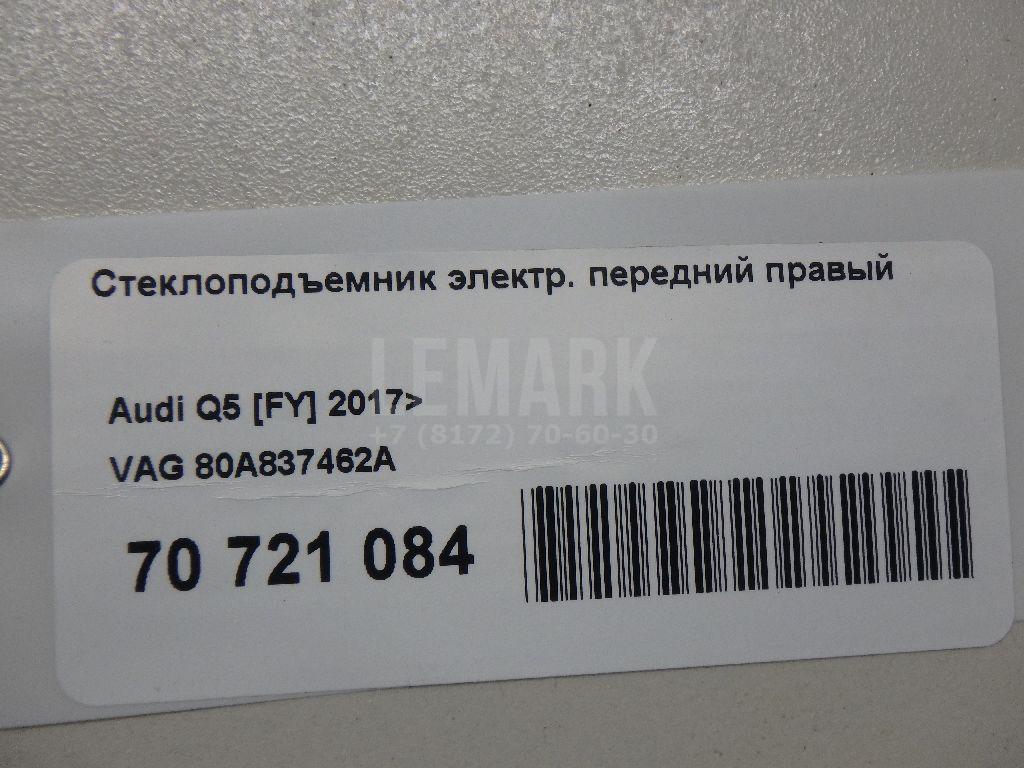 Стеклоподъемник электр. передний правый
LEMARK
Audi Q5 [FY] 2017>
+7 (8172) 70-60-30
VAG 80A837462A
70 721 084